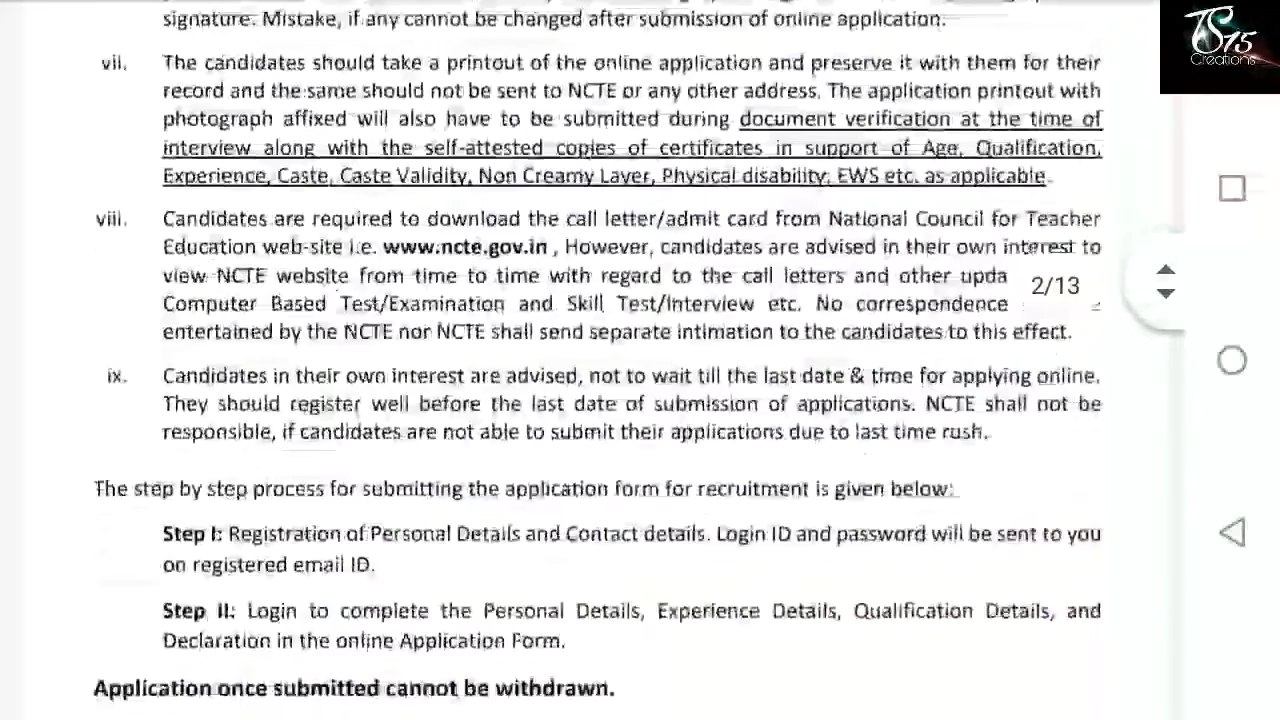 signature. Mistake, if any cannot be changed after submission of online application.
TS15
Creations
vii. The candidates should take a printout of the online application and preserve it with them for their
record and the same should not be sent to NCTE or any other address. The application printout with
photograph affixed will also have to be submitted during document verification at the time of
interview along with the self-attested copies of certificates in support of Age, Qualification,
Experience, Caste, Caste Validity, Non Creamy Layer, Physical disability, EWS etc. as applicable.
viii. Candidates are required to download the call letter/admit card from National Council for Teacher
Education web-site i.e. www.ncte.gov.in , However, candidates are advised in their own interest to
view NCTE website from time to time with regard to the call letters and other upda
2/13
Computer Based Test/Examination and Skill Test/Interview etc. No correspondence
entertained by the NCTE nor NCTE shall send separate intimation to the candidates to this effect.
ix. Candidates in their own interest are advised, not to wait till the last date & time for applying online.
They should register well before the last date of submission of applications. NCTE shall not be
responsible, if candidates are not able to submit their applications due to last time rush.
The step by step process for submitting the application form for recruitment is given below:
Step I: Registration of Personal Details and Contact details. Login ID and password will be sent to you
on registered email ID.
Step II: Login to complete the Personal Details, Experience Details, Qualification Details, and
Declaration in the online Application Form.
Application once submitted cannot be withdrawn.